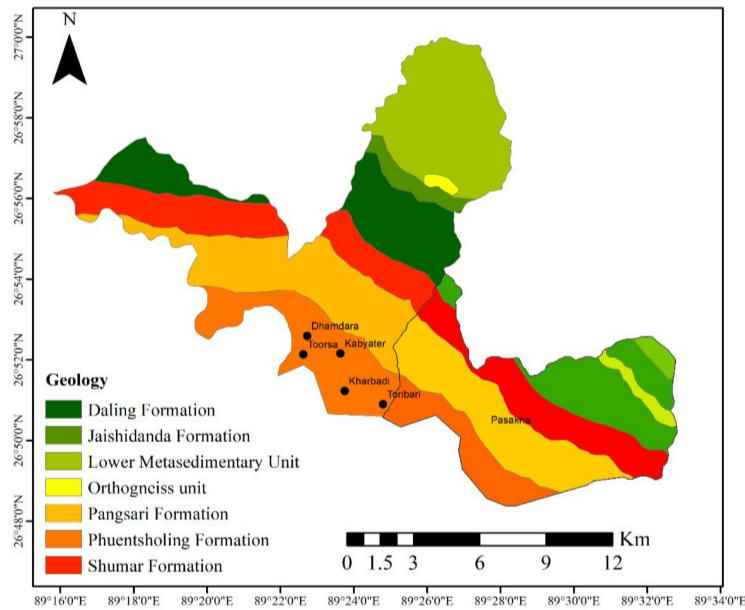 N
27°0'0"N
26°58'0"N
26°56'0"N
26°54'0"N
26°52'0"N
26°50'0"N
26°48'0"N
Dhamdara
Toorsa
Kabyater
Kharbadi
Toribari
Pasakha
Geology
Daling Formation
Jaishidanda Formation
Lower Metasedimentary Unit
Orthogneiss unit
Pangsari Formation
Phuentsholing Formation
Shumar Formation
Km
0 1.5 3 6 9 12
89°16'0"E 89°18'0"E 89°20'0"E 89°22'0"E 89°24'0"E 89°26'0"E 89°28'0"E 89°30'0"E 89°32'0"E 89°34'0"E